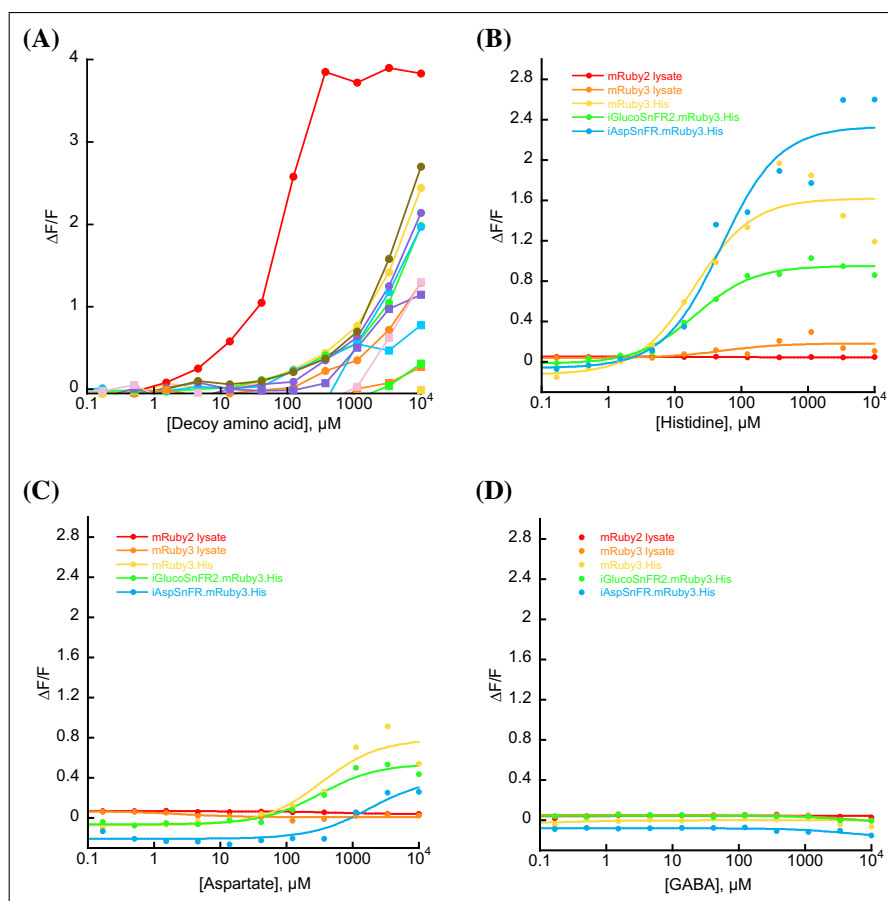 (A)
4
3
2
1
0
ΔF/F
0.1 1 10 100 1000 10⁴
[Decoy amino acid], µM
(B)
2.8
2.4
2
1.6
1.2
0.8
0.4
0
ΔF/F
mRuby2 lysate
mRuby3 lysate
mRuby3.His
iGlucoSnFR2.mRuby3.His
iAspSnFR.mRuby3.His
0.1 1 10 100 1000 10⁴
[Histidine], µM
(C)
2.8
2.4
2
1.6
1.2
0.8
0.4
0
ΔF/F
mRuby2 lysate
mRuby3 lysate
mRuby3.His
iGlucoSnFR2.mRuby3.His
iAspSnFR.mRuby3.His
0.1 1 10 100 1000 10⁴
[Aspartate], µM
(D)
2.8
2.4
2
1.6
1.2
0.8
0.4
0
ΔF/F
mRuby2 lysate
mRuby3 lysate
mRuby3.His
iGlucoSnFR2.mRuby3.His
iAspSnFR.mRuby3.His
0.1 1 10 100 1000 10⁴
[GABA], µM